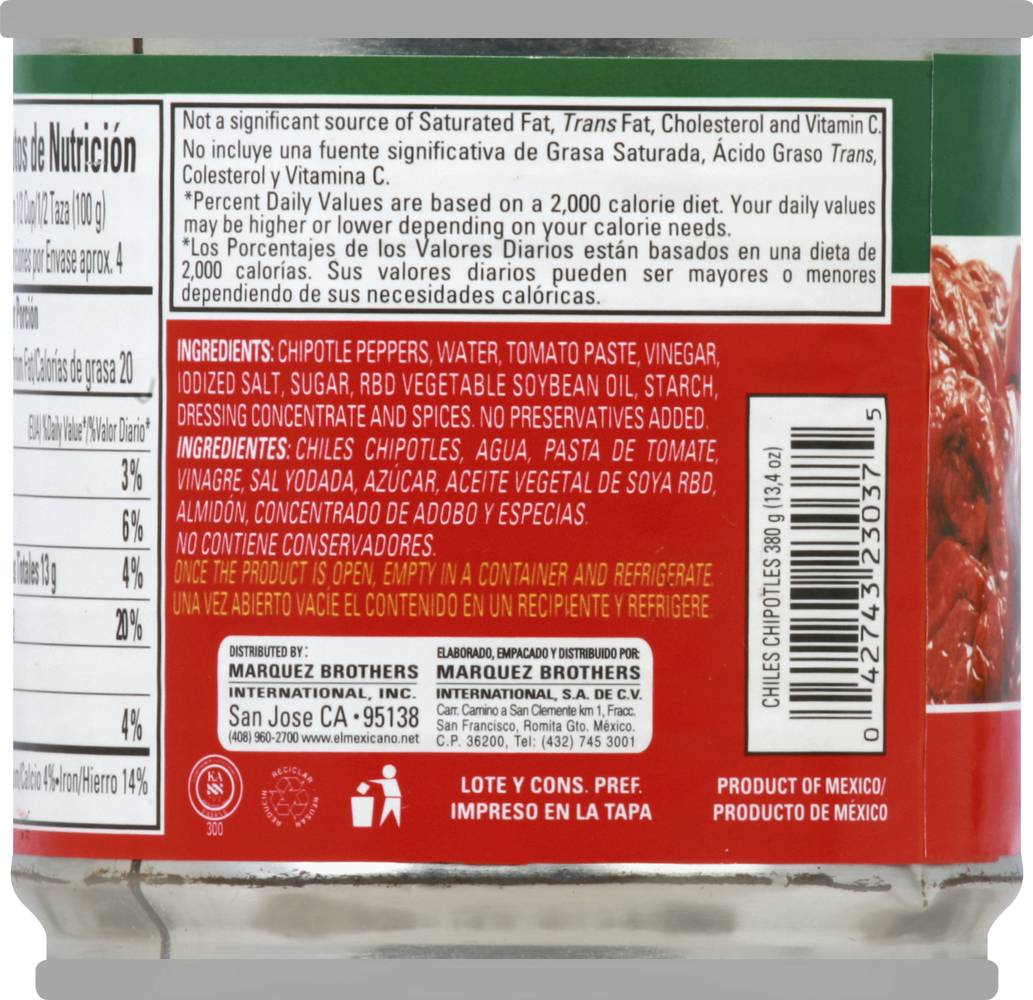 de Nutrición
1/2 Taza (100 g)
por Envase aprox. 4
Porción
Fat/Calorías de grasa 20
%Daily Value*/%Valor Diario*
3%
6%
Totales 13 g 4%
20%
4%
Calcio 4%•Iron/Hierro 14%
Not a significant source of Saturated Fat, Trans Fat, Cholesterol and Vitamin C.
No incluye una fuente significativa de Grasa Saturada, Ácido Graso Trans,
Colesterol y Vitamina C.
*Percent Daily Values are based on a 2,000 calorie diet. Your daily values
may be higher or lower depending on your calorie needs.
*Los Porcentajes de los Valores Diarios están basados en una dieta de
2,000 calorías. Sus valores diarios pueden ser mayores o menores
dependiendo de sus necesidades calóricas.
INGREDIENTS: CHIPOTLE PEPPERS, WATER, TOMATO PASTE, VINEGAR,
IODIZED SALT, SUGAR, RBD VEGETABLE SOYBEAN OIL, STARCH,
DRESSING CONCENTRATE AND SPICES. NO PRESERVATIVES ADDED.
INGREDIENTES: CHILES CHIPOTLES, AGUA, PASTA DE TOMATE,
VINAGRE, SAL YODADA, AZÚCAR, ACEITE VEGETAL DE SOYA RBD,
ALMIDÓN, CONCENTRADO DE ADOBO Y ESPECIAS.
NO CONTIENE CONSERVADORES.
ONCE THE PRODUCT IS OPEN, EMPTY IN A CONTAINER AND REFRIGERATE.
UNA VEZ ABIERTO VACÍE EL CONTENIDO EN UN RECIPIENTE Y REFRIGERE.
DISTRIBUTED BY:
MARQUEZ BROTHERS
INTERNATIONAL, INC.
San Jose CA • 95138
(408) 960-2700 www.elmexicano.net
ELABORADO, EMPACADO Y DISTRIBUIDO POR:
MARQUEZ BROTHERS
INTERNATIONAL, S.A. DE C.V.
Carr. Camino a San Clemente km 1, Fracc.
San Francisco, Romita Gto. México.
C.P. 36200, Tel: (432) 745 3001
KA
300
RECICLAR
REUSAR
REDUCIR
LOTE Y CONS. PREF.
IMPRESO EN LA TAPA
CHILES CHIPOTLES 380 g (13,4 oz)
0 42743 23037 5
PRODUCT OF MEXICO/
PRODUCTO DE MÉXICO